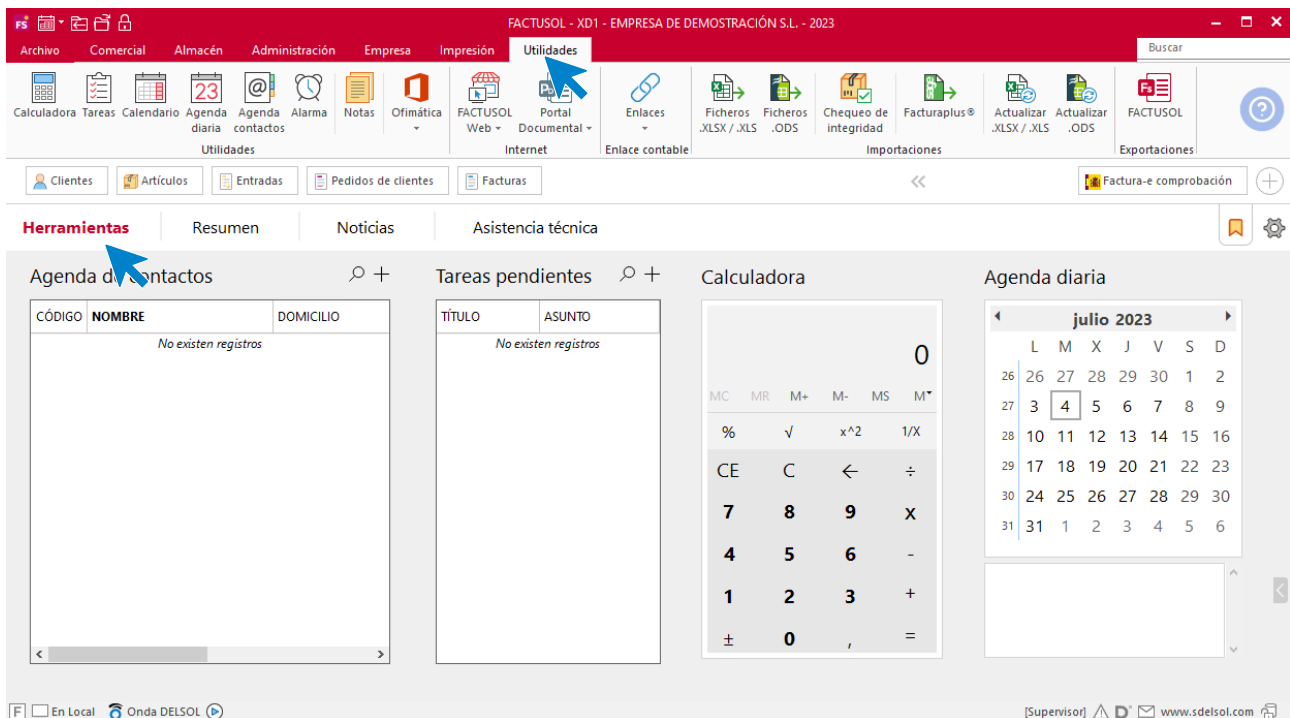 FS
FACTUSOL - XD1 - EMPRESA DE DEMOSTRACIÓN S.L. - 2023
Archivo Comercial Almacén Administración Empresa Impresión Utilidades Buscar
Calculadora Tareas Calendario Agenda diaria Agenda contactos Alarma Notas Ofimática FACTUSOL Web Portal Documental Enlaces Ficheros .XLSX / .XLS Ficheros .ODS Chequeo de integridad Facturaplus® Actualizar .XLSX / .XLS Actualizar .ODS FACTUSOL
Utilidades Internet Enlace contable Importaciones Exportaciones
Clientes Artículos Entradas Pedidos de clientes Facturas Factura-e comprobación
Herramientas Resumen Noticias Asistencia técnica
Agenda de contactos
CÓDIGO NOMBRE DOMICILIO
No existen registros
Tareas pendientes
TÍTULO ASUNTO
No existen registros
Calculadora
0
MC MR M+ M- MS M
% √ x^2 1/X
CE C ← ÷
7 8 9 x
4 5 6 -
1 2 3 +
± 0 , =
Agenda diaria
julio 2023
L M X J V S D
26 26 27 28 29 30 1 2
27 3 4 5 6 7 8 9
28 10 11 12 13 14 15 16
29 17 18 19 20 21 22 23
30 24 25 26 27 28 29 30
31 31 1 2 3 4 5 6
F En Local Onda DELSOL [Supervisor] D www.sdelsol.com